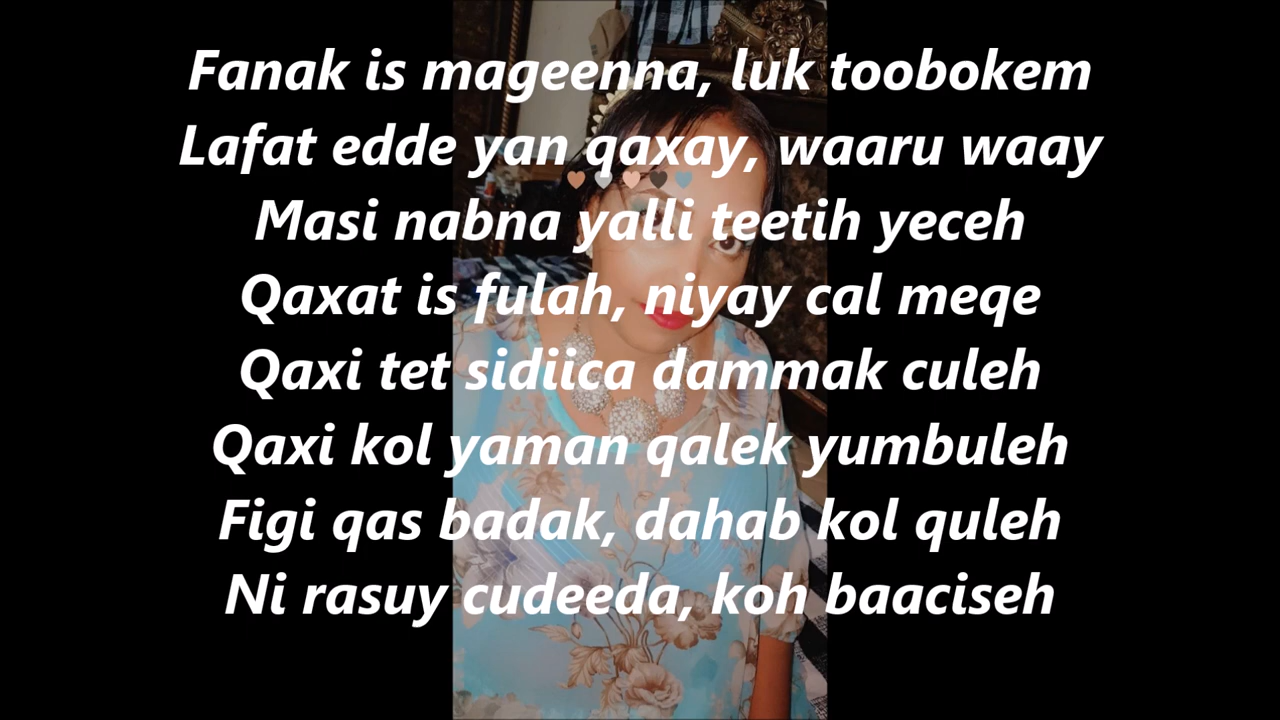 Fanak is mageenna, luk toobokem
Lafat edde yan qaxay, waaru waay
Masi nabna yalli teetih yeceh
Qaxat is fulah, niyay cal meqe
Qaxi tet sidiica dammak culeh
Qaxi kol yaman qalek yumbuleh
Figi qas badak, dahab kol quleh
Ni rasuy cudeeda, koh baaciseh